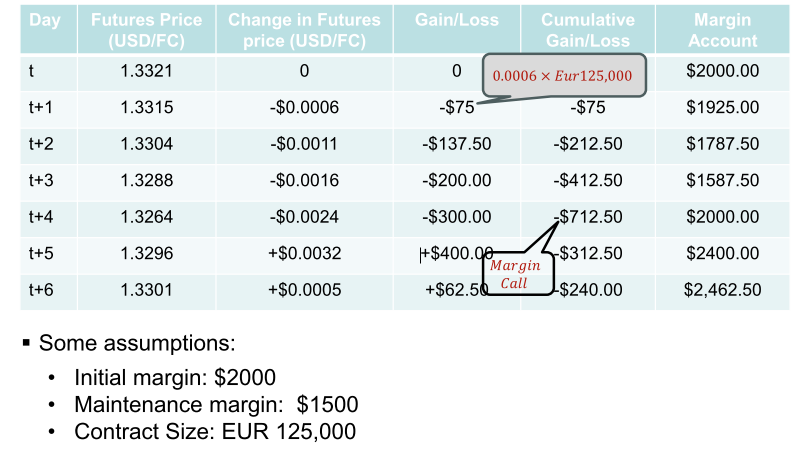 Day Futures Price (USD/FC) Change in Futures price (USD/FC) Gain/Loss Cumulative Gain/Loss Margin Account
t 1.3321 0 0 $2000.00
0.0006 × Eur125,000
t+1 1.3315 -$0.0006 -$75 -$75 $1925.00
t+2 1.3304 -$0.0011 -$137.50 -$212.50 $1787.50
t+3 1.3288 -$0.0016 -$200.00 -$412.50 $1587.50
t+4 1.3264 -$0.0024 -$300.00 -$712.50 $2000.00
t+5 1.3296 +$0.0032 +$400.00 -$312.50 $2400.00
Margin
Call
t+6 1.3301 +$0.0005 +$62.50 -$240.00 $2,462.50
▪ Some assumptions:
• Initial margin: $2000
• Maintenance margin: $1500
• Contract Size: EUR 125,000